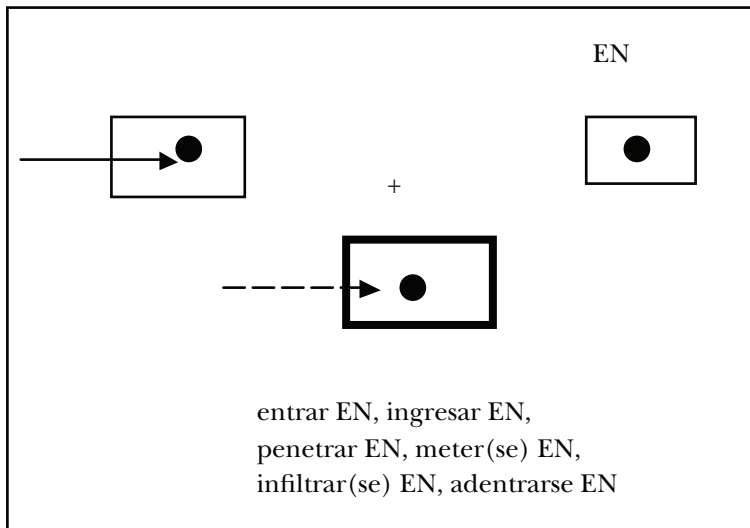 EN
+
entrar EN, ingresar EN,
penetrar EN, meter(se) EN,
infiltrar(se) EN, adentrarse EN